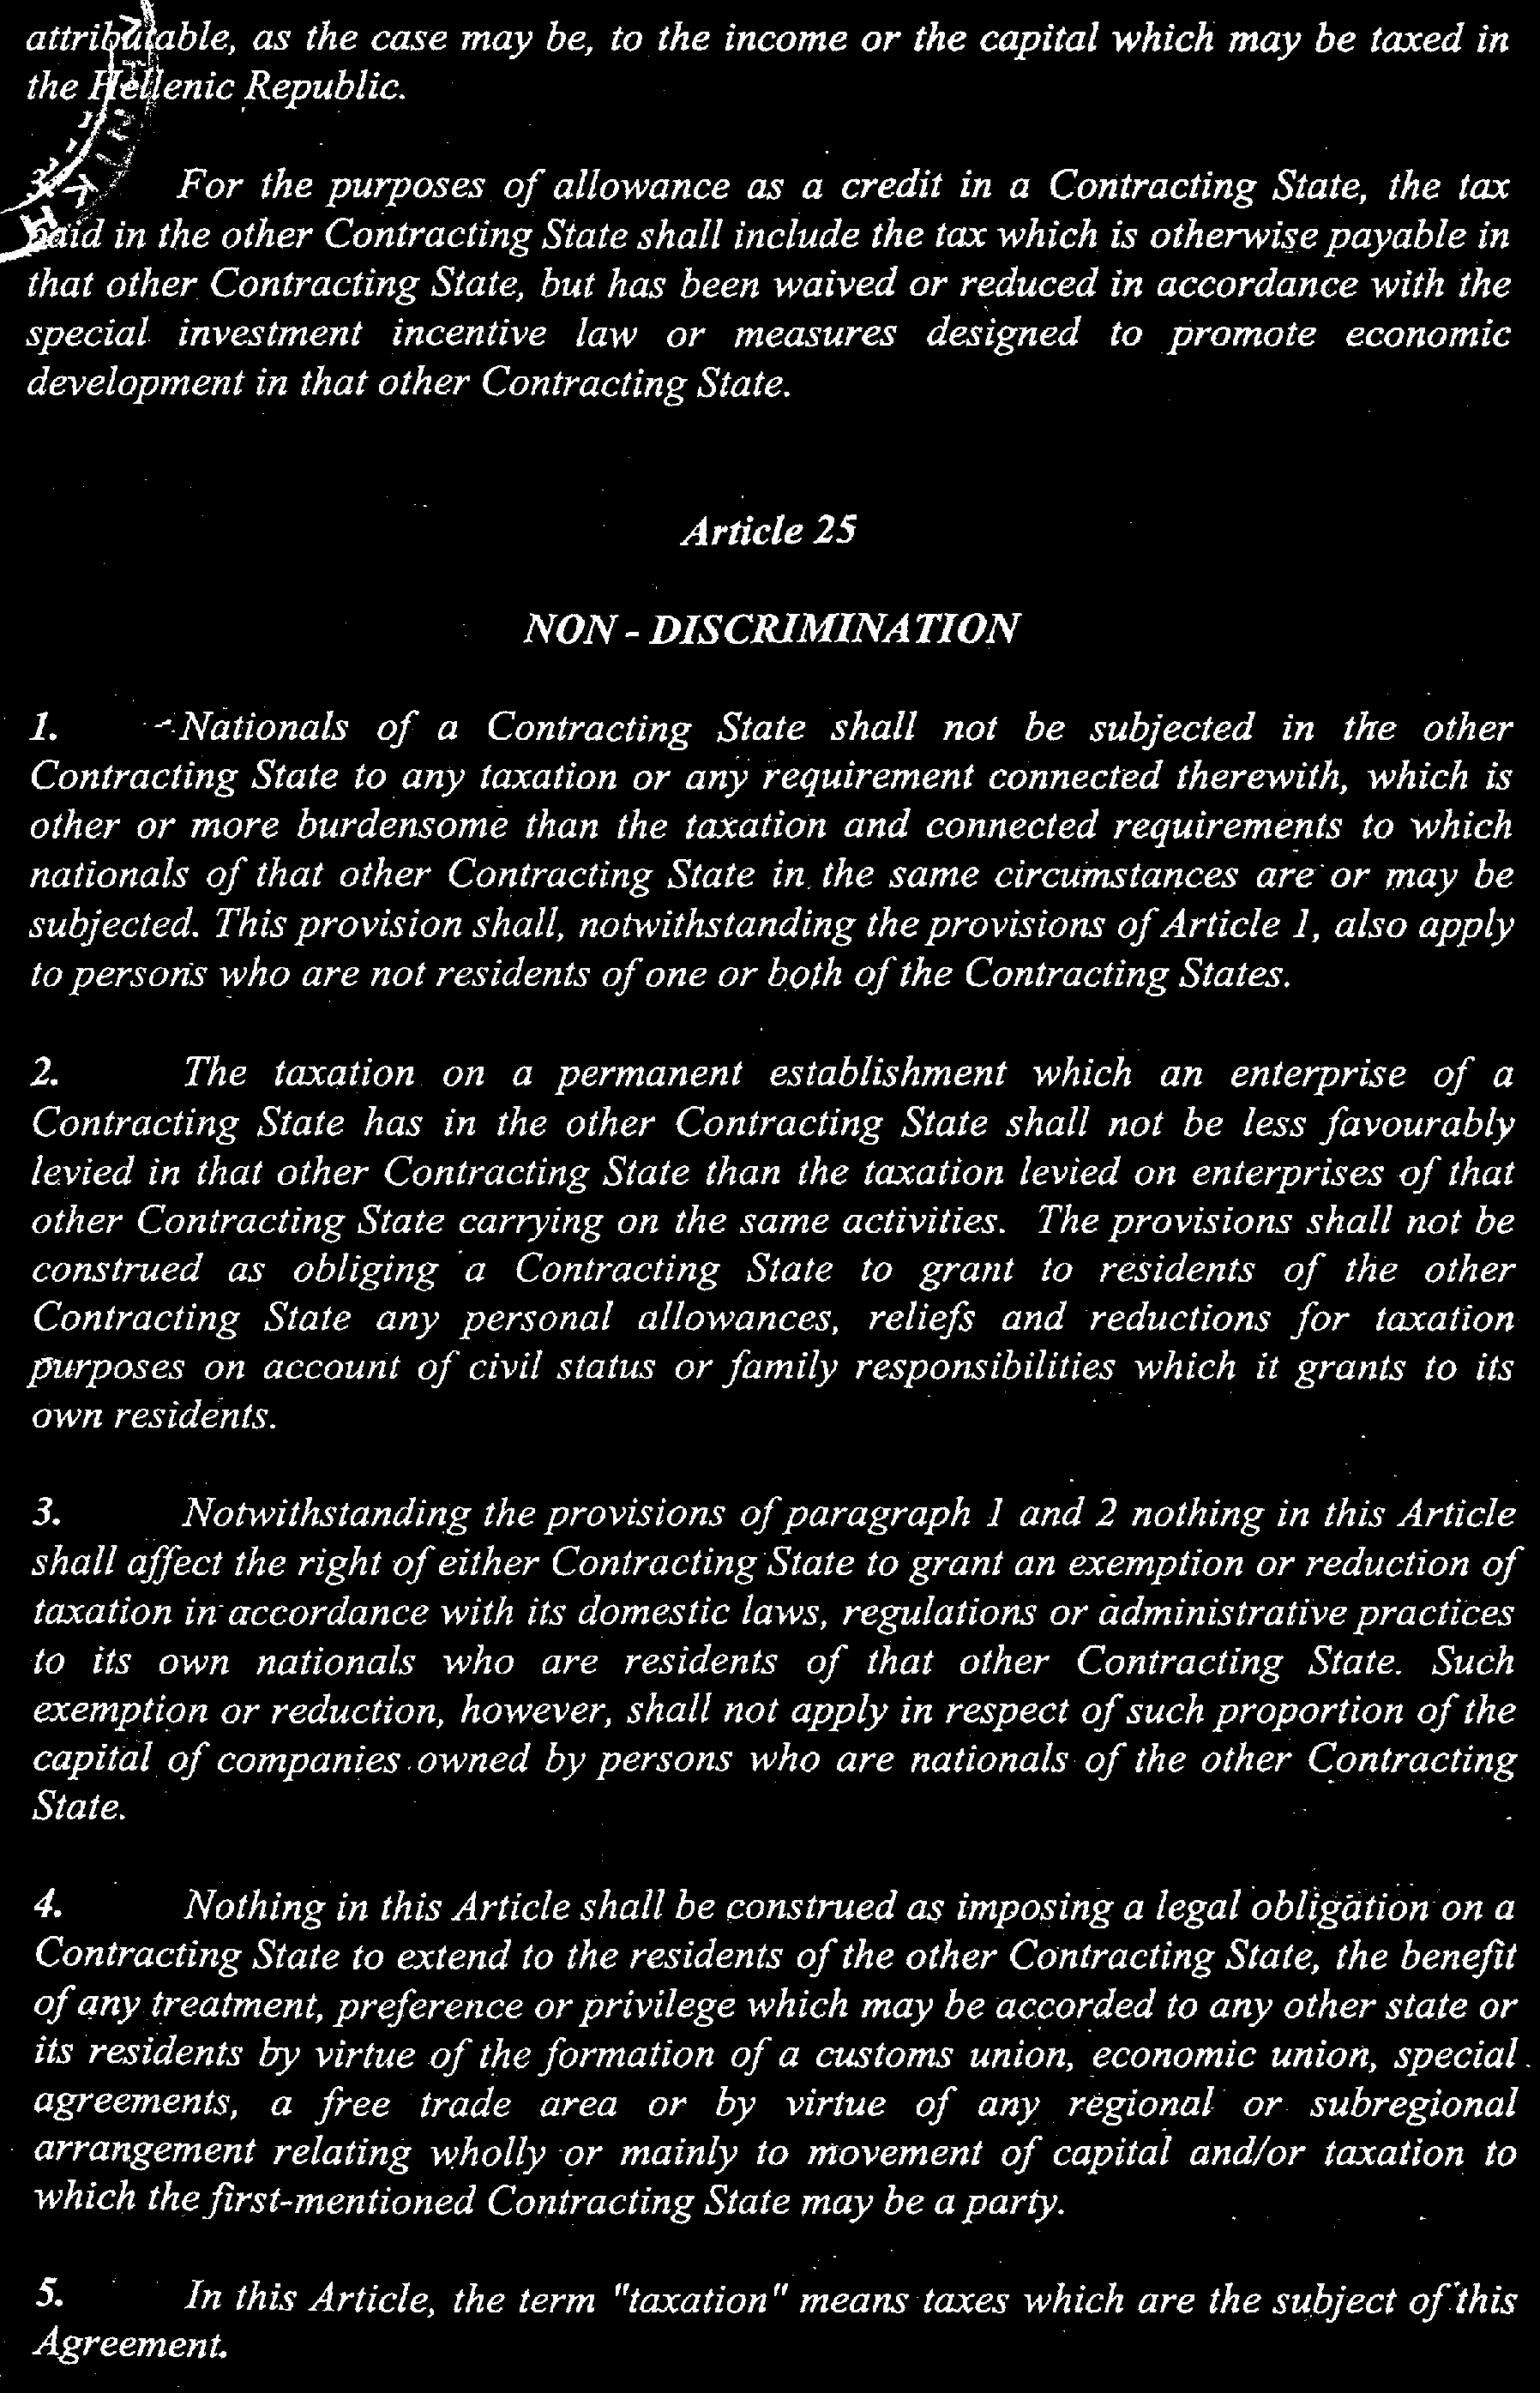 attributable, as the case may be, to the income or the capital which may be taxed in
the Hellenic Republic.
3. For the purposes of allowance as a credit in a Contracting State, the tax
paid in the other Contracting State shall include the tax which is otherwise payable in
that other Contracting State, but has been waived or reduced in accordance with the
special investment incentive law or measures designed to promote economic
development in that other Contracting State.
Article 25
NON - DISCRIMINATION
1. Nationals of a Contracting State shall not be subjected in the other
Contracting State to any taxation or any requirement connected therewith, which is
other or more burdensome than the taxation and connected requirements to which
nationals of that other Contracting State in the same circumstances are or may be
subjected. This provision shall, notwithstanding the provisions of Article 1, also apply
to persons who are not residents of one or both of the Contracting States.
2. The taxation on a permanent establishment which an enterprise of a
Contracting State has in the other Contracting State shall not be less favourably
levied in that other Contracting State than the taxation levied on enterprises of that
other Contracting State carrying on the same activities. The provisions shall not be
construed as obliging a Contracting State to grant to residents of the other
Contracting State any personal allowances, reliefs and reductions for taxation
purposes on account of civil status or family responsibilities which it grants to its
own residents.
3. Notwithstanding the provisions of paragraph 1 and 2 nothing in this Article
shall affect the right of either Contracting State to grant an exemption or reduction of
taxation in accordance with its domestic laws, regulations or administrative practices
to its own nationals who are residents of that other Contracting State. Such
exemption or reduction, however, shall not apply in respect of such proportion of the
capital of companies owned by persons who are nationals of the other Contracting
State.
4. Nothing in this Article shall be construed as imposing a legal obligation on a
Contracting State to extend to the residents of the other Contracting State, the benefit
of any treatment, preference or privilege which may be accorded to any other state or
its residents by virtue of the formation of a customs union, economic union, special
agreements, a free trade area or by virtue of any regional or subregional
arrangement relating wholly or mainly to movement of capital and/or taxation to
which the first-mentioned Contracting State may be a party.
5. In this Article, the term "taxation" means taxes which are the subject of this
Agreement.